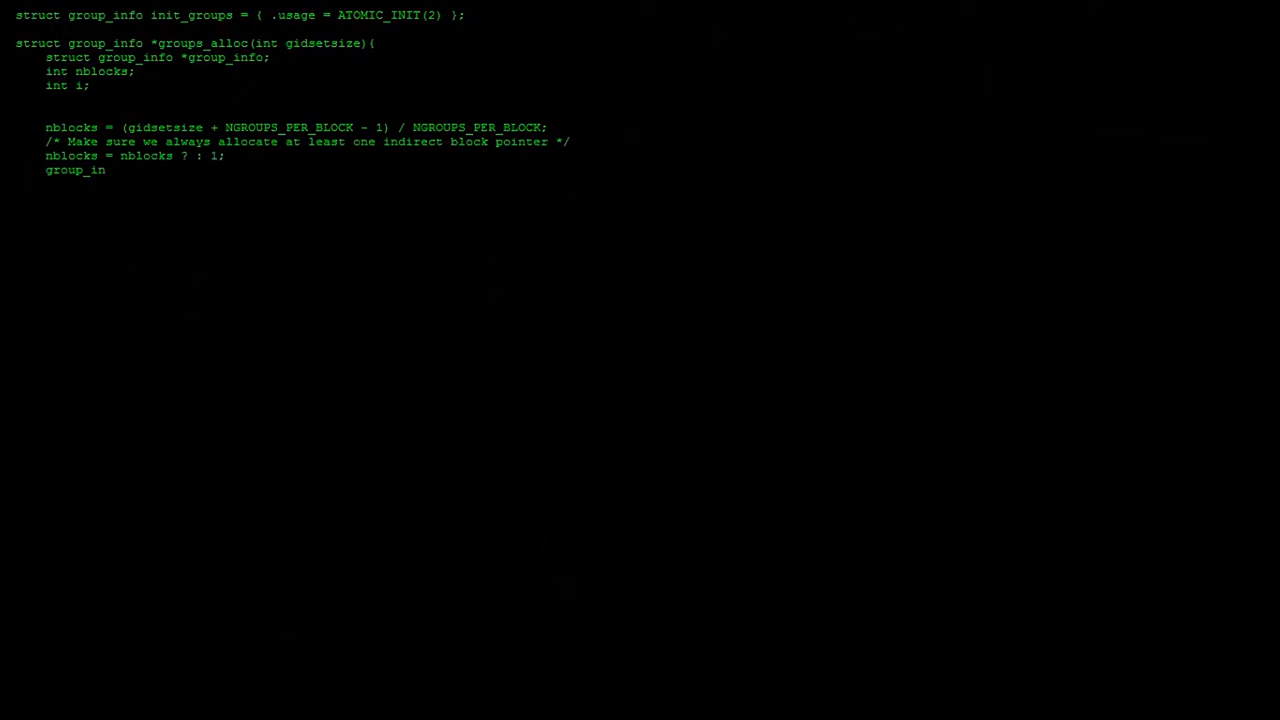 struct group_info init_groups = { .usage = ATOMIC_INIT(2) };
struct group_info *groups_alloc(int gidsetsize){
struct group_info *group_info;
int nblocks;
int i;
nblocks = (gidsetsize + NGROUPS_PER_BLOCK - 1) / NGROUPS_PER_BLOCK;
/* Make sure we always allocate at least one indirect block pointer */
nblocks = nblocks ? : 1;
group_in